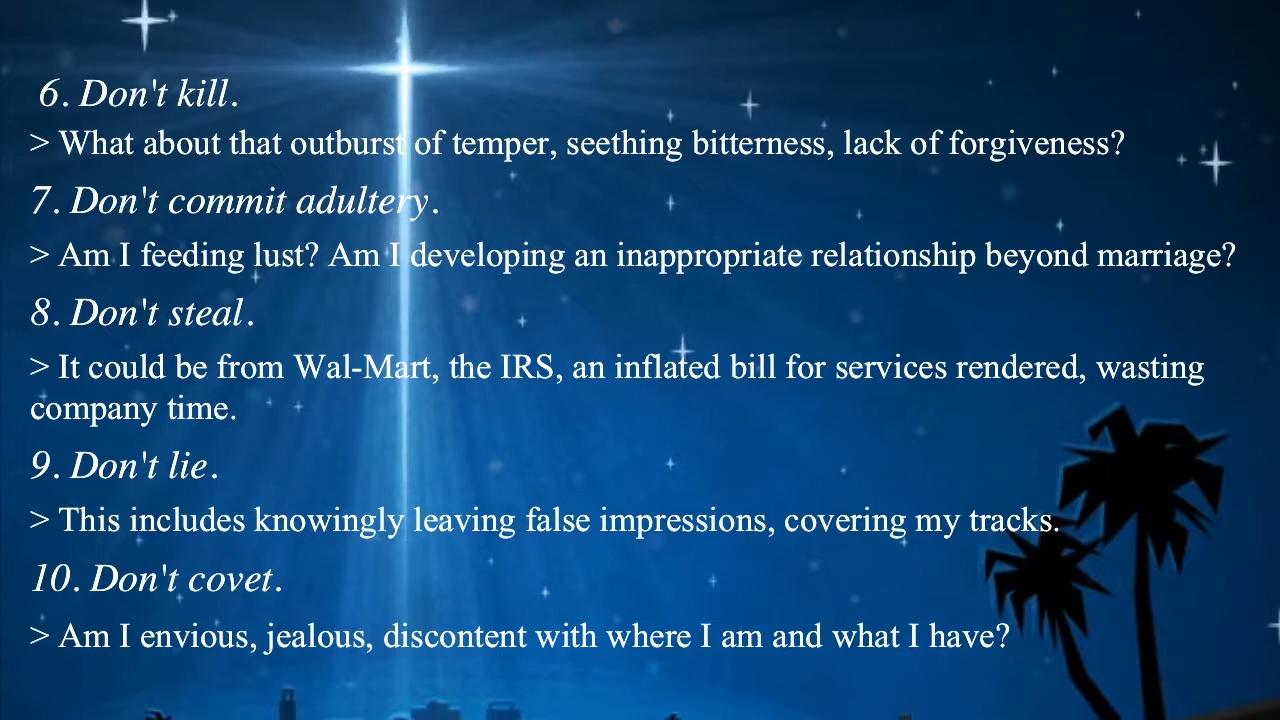 6. Don't kill.
> What about that outburst of temper, seething bitterness, lack of forgiveness?
7. Don't commit adultery.
> Am I feeding lust? Am I developing an inappropriate relationship beyond marriage?
8. Don't steal.
> It could be from Wal-Mart, the IRS, an inflated bill for services rendered, wasting
company time.
9. Don't lie.
> This includes knowingly leaving false impressions, covering my tracks.
10. Don't covet.
> Am I envious, jealous, discontent with where I am and what I have?